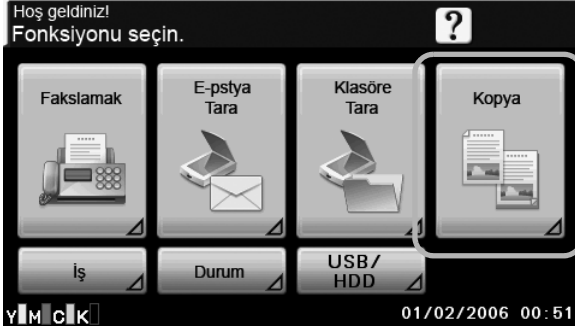 Hoş geldiniz!
Fonksiyonu seçin.
?
Fakslamak
E-pstya
Tara
Klasöre
Tara
Kopya
İş
Durum
USB/
HDD
Y M C K
01/02/2006 00:51